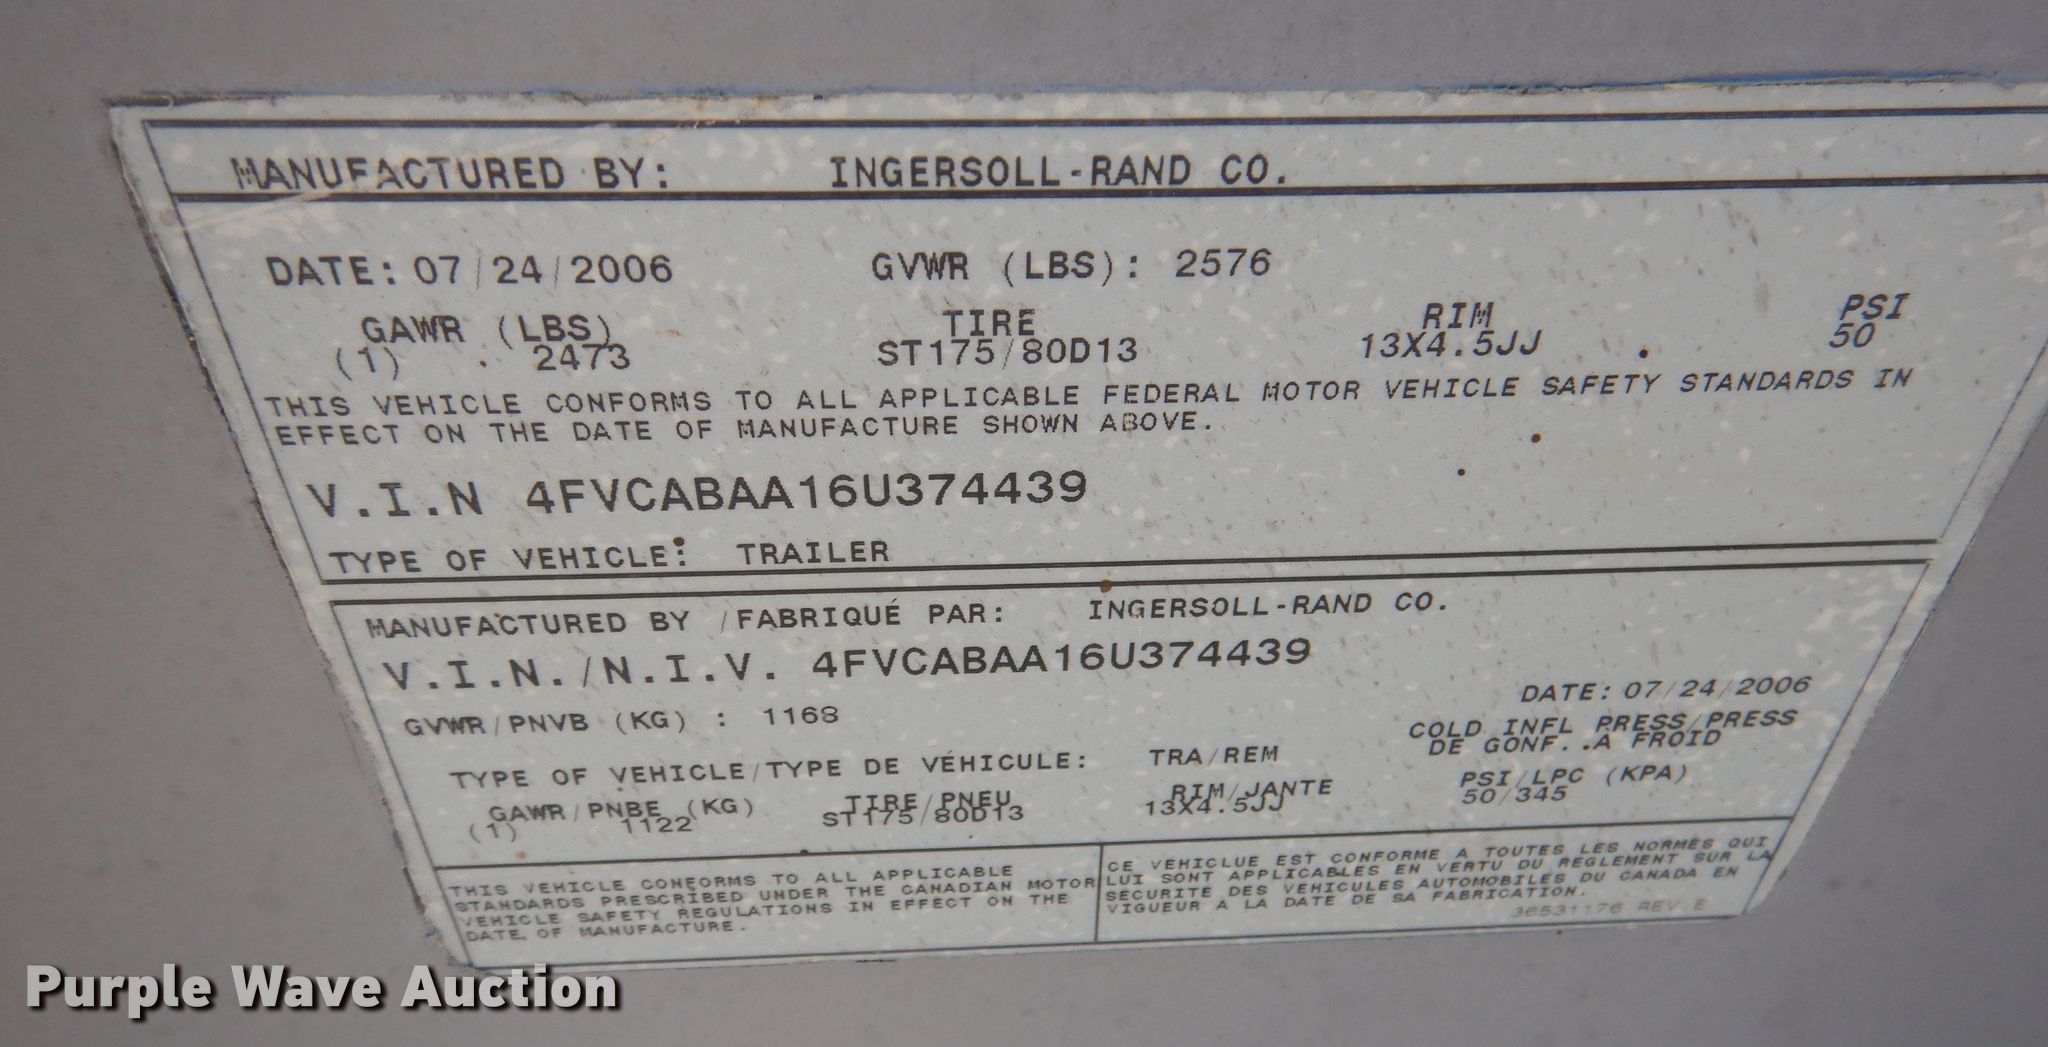 MANUFACTURED BY: INGERSOLL-RAND CO.
DATE: 07/24/2006 GVWR (LBS): 2576
GAWR (LBS) TIRE RIM PSI
(1) 2473 ST175/80D13 13X4.5JJ 50
THIS VEHICLE CONFORMS TO ALL APPLICABLE FEDERAL MOTOR VEHICLE SAFETY STANDARDS IN
EFFECT ON THE DATE OF MANUFACTURE SHOWN ABOVE.
V.I.N 4FVCABAA16U374439
TYPE OF VEHICLE: TRAILER
MANUFACTURED BY /FABRIQUÉ PAR: INGERSOLL-RAND CO.
V.I.N./N.I.V. 4FVCABAA16U374439
DATE: 07/24/2006
GVWR/PNVB (KG) : 1168
COLD INFL PRESS/PRESS
DE GONF. .A FROID
TYPE OF VEHICLE/TYPE DE VÉHICULE: TRA/REM
GAWR/PNBE (KG) TIRE/PNEU RIM/JANTE PSI/LPC (KPA)
(1) 1122 ST175/80D13 13X4.5JJ 50/345
THIS VEHICLE CONFORMS TO ALL APPLICABLE
STANDARDS PRESCRIBED UNDER THE CANADIAN MOTOR
VEHICLE SAFETY REGULATIONS IN EFFECT ON THE
DATE OF MANUFACTURE.
CE VEHICLUE EST CONFORME A TOUTES LES NORMES QUI
LUI SONT APPLICABLES EN VERTU DU REGLEMENT SUR LA
SECURITE DES VEHICULES AUTOMOBILES DU CANADA EN
VIGUEUR A LA DATE DE SA FABRICATION.
36531176 REV.E
Purple Wave Auction